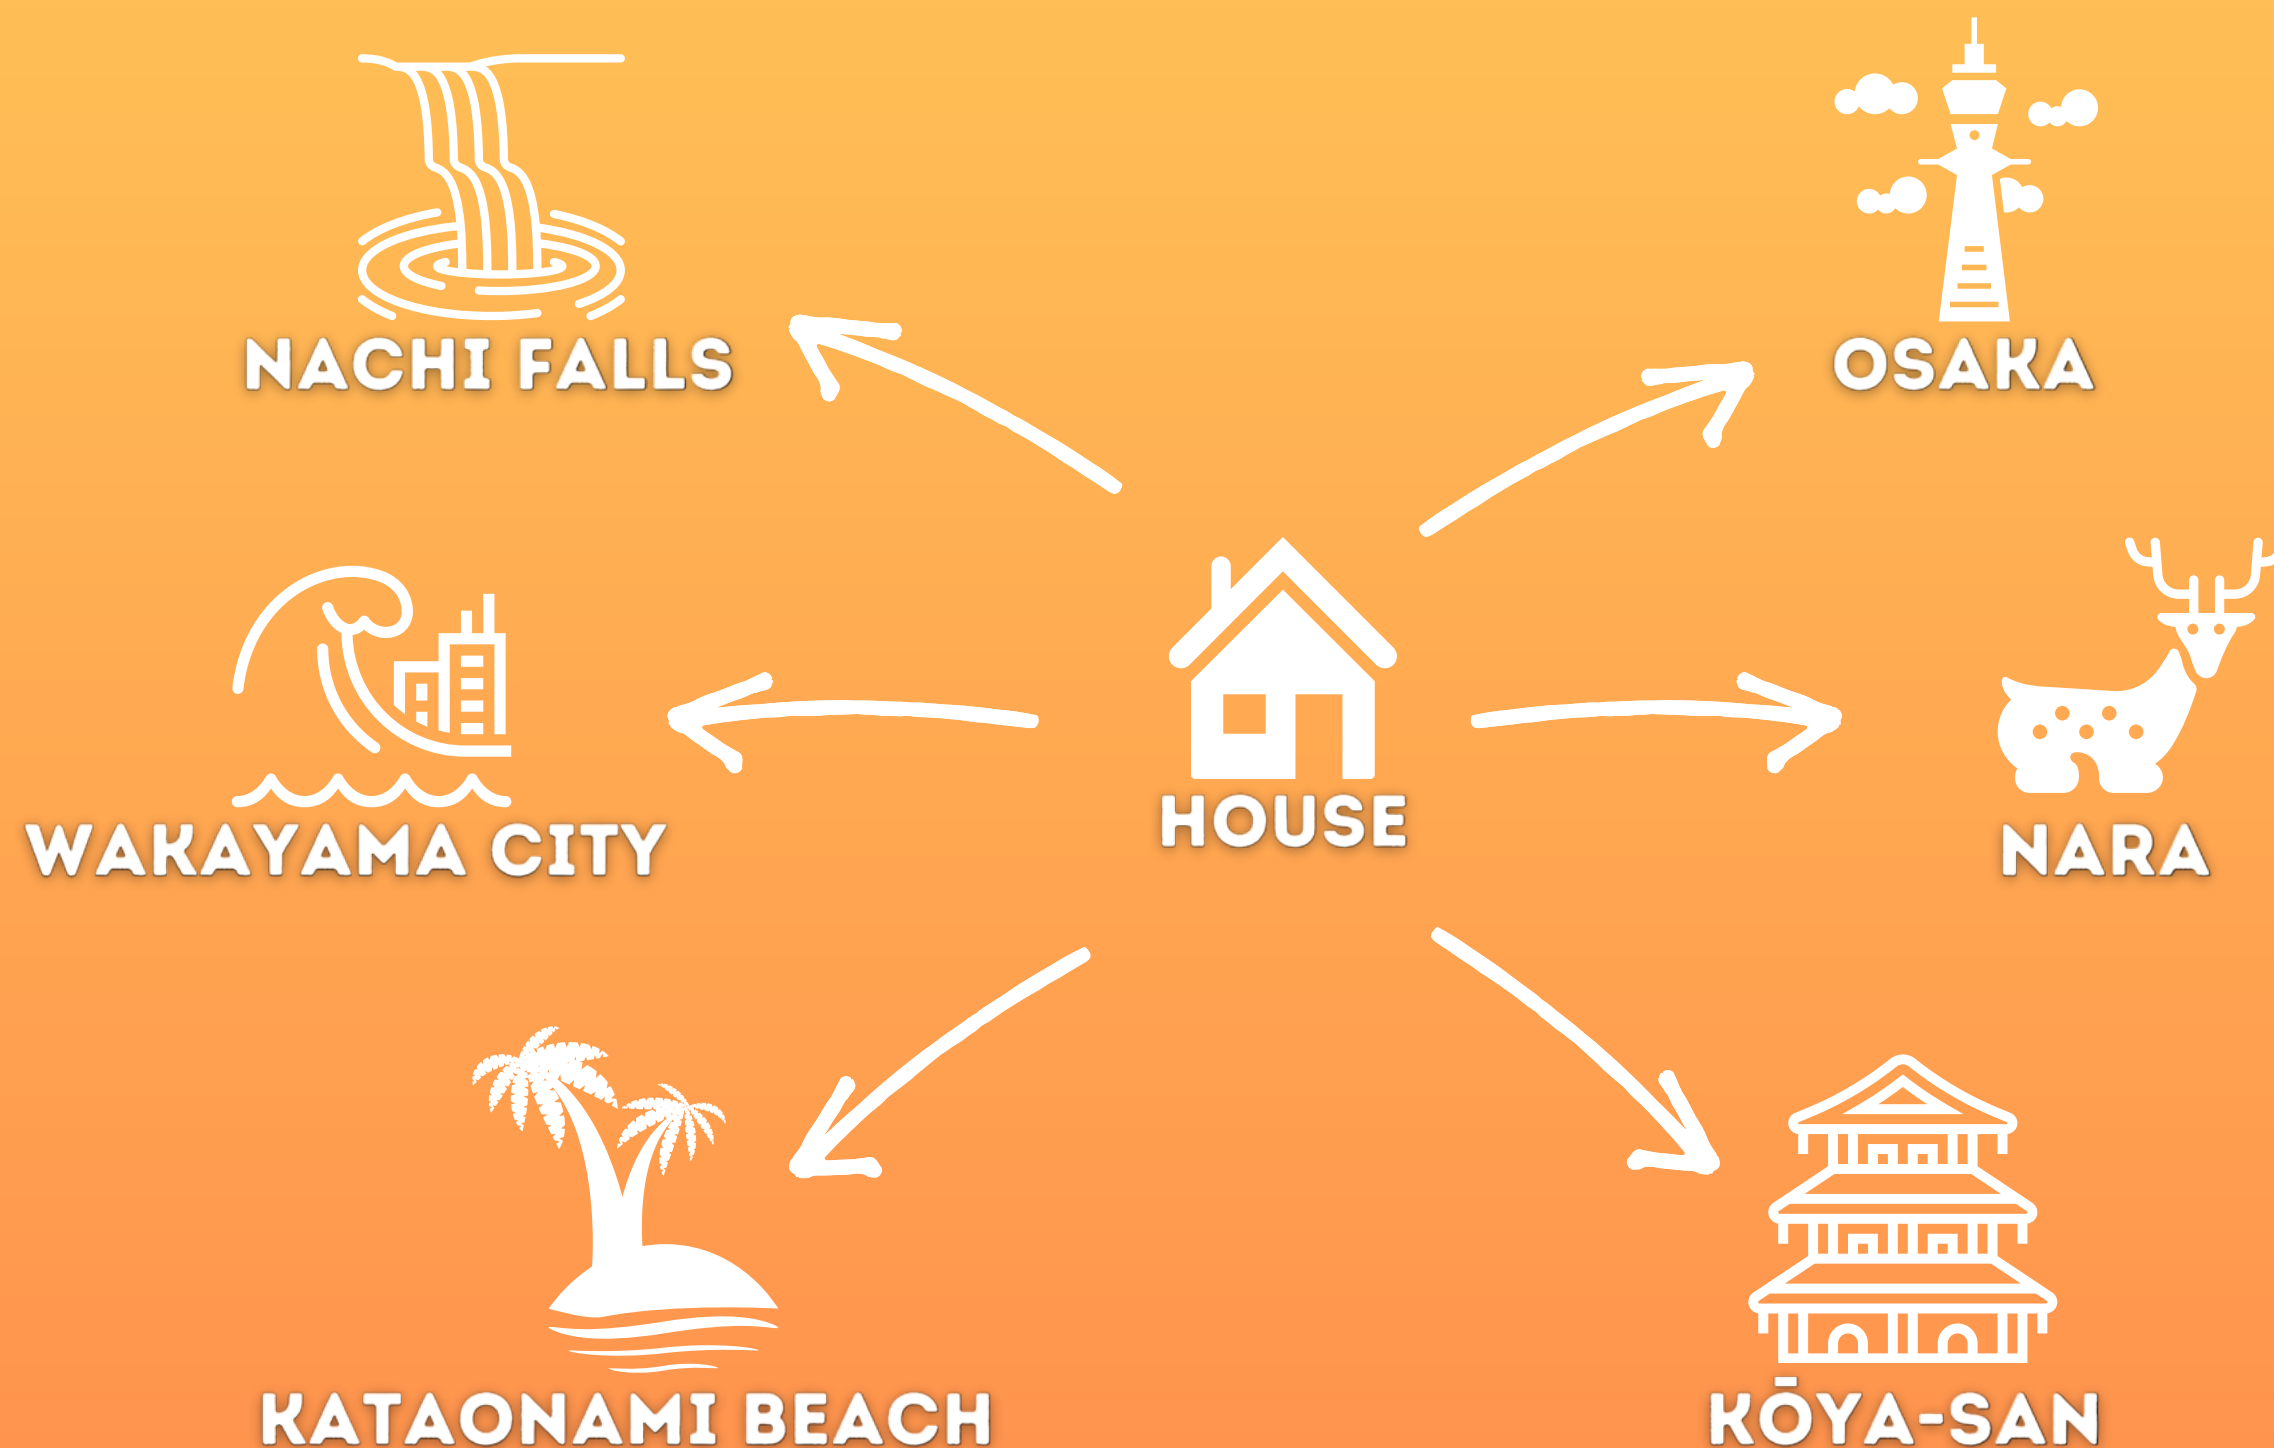 NACHI FALLS
OSAKA
WAKAYAMA CITY
HOUSE
NARA
KATAONAMI BEACH
KŌYA-SAN